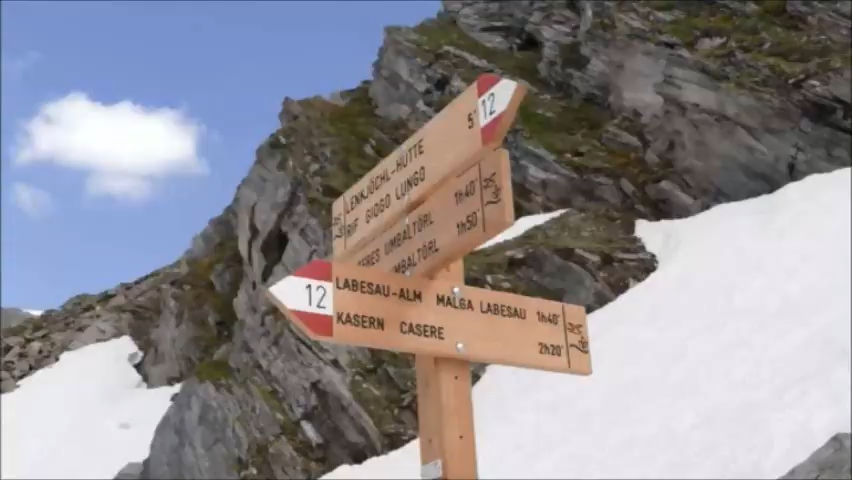 LENKJÖCHL-HÜTTE 5' 12
RIF GIOGO LUNGO
UMBALTÖRL 1h40'
1h50'
12 LABESAU-ALM MALGA LABESAU 1h40'
KASERN CASERE 2h20'